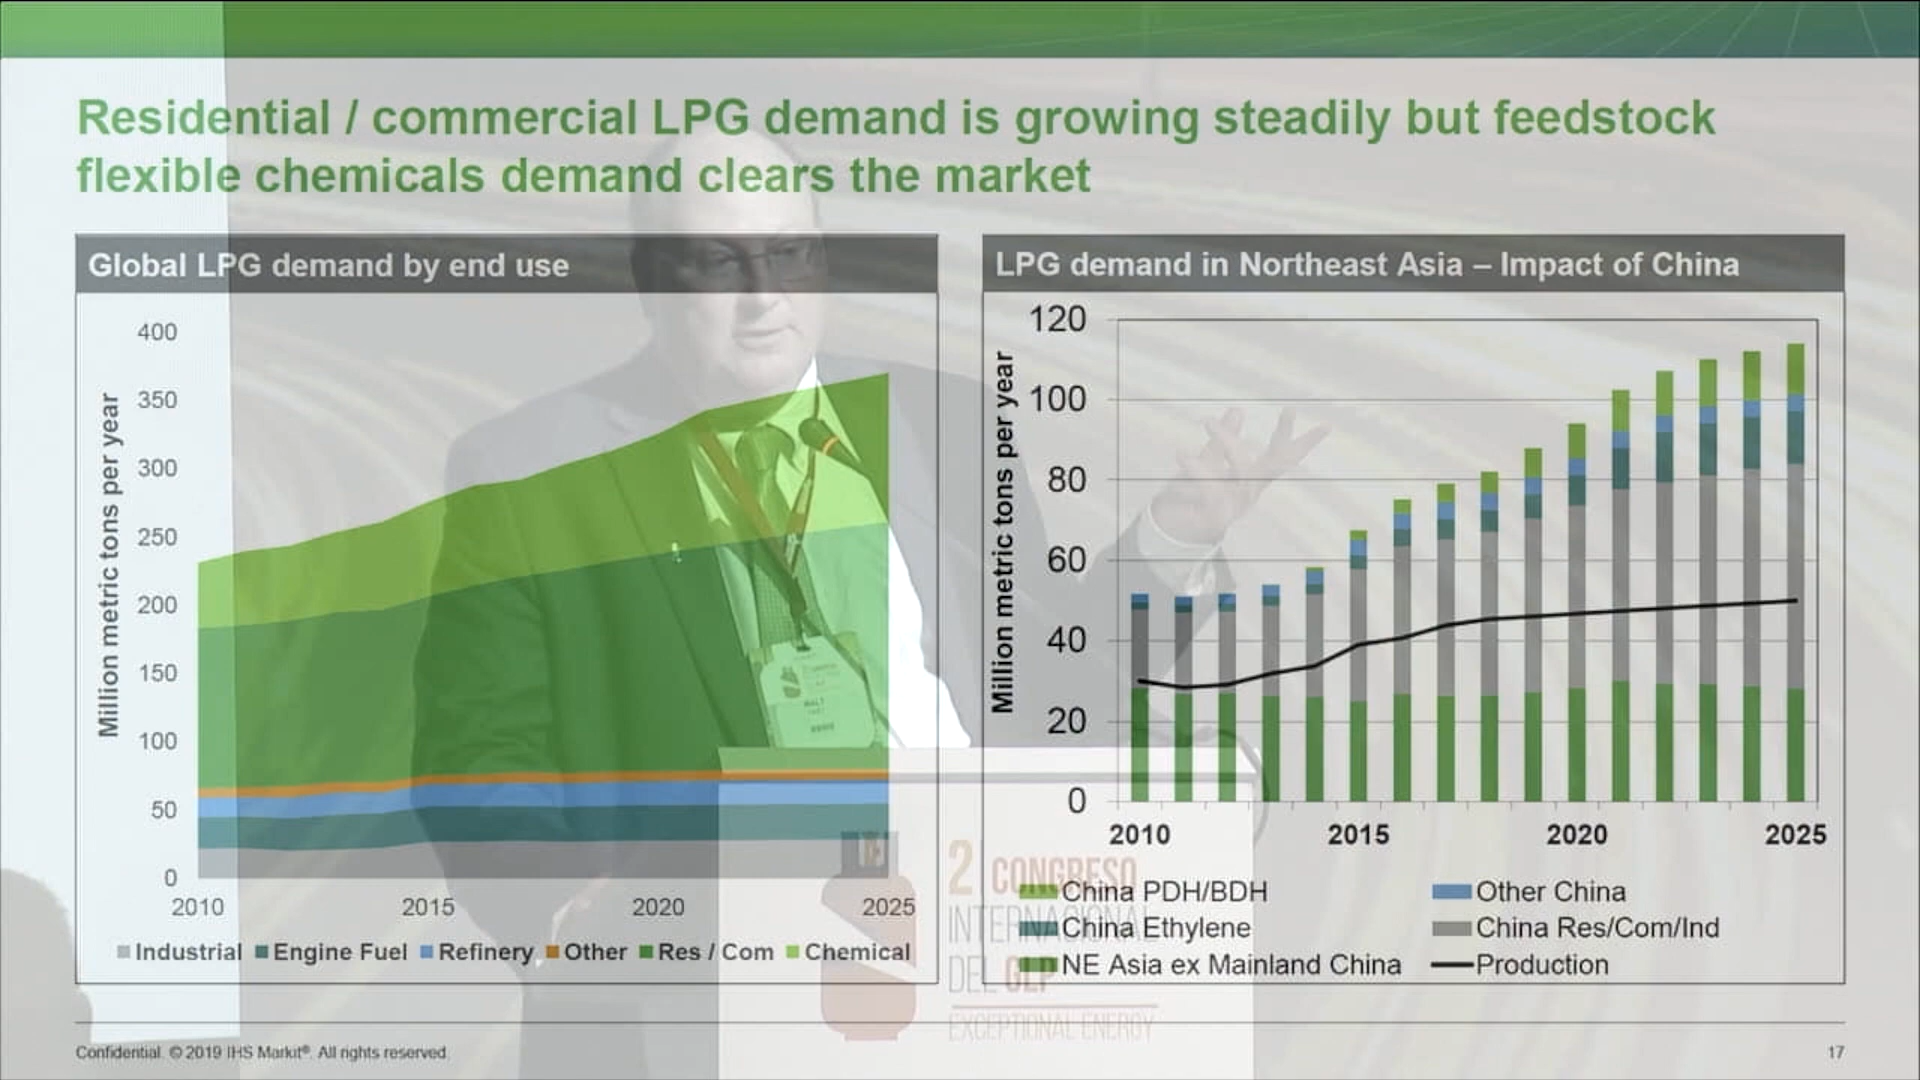 Residential / commercial LPG demand is growing steadily but feedstock
flexible chemicals demand clears the market
Global LPG demand by end use
400
350
300
250
200
150
100
50
0
Million metric tons per year
2010 2015 2020 2025
Industrial Engine Fuel Refinery Other Res / Com Chemical
LPG demand in Northeast Asia – Impact of China
120
100
80
60
40
20
0
Million metric tons per year
2010 2015 2020 2025
China PDH/BDH Other China
China Ethylene China Res/Com/Ind
NE Asia ex Mainland China Production
2 CONGRESO
INTERNACIONAL
DEL GLP
EXCEPTIONAL ENERGY
Confidential. © 2019 IHS Markit®. All rights reserved.
17